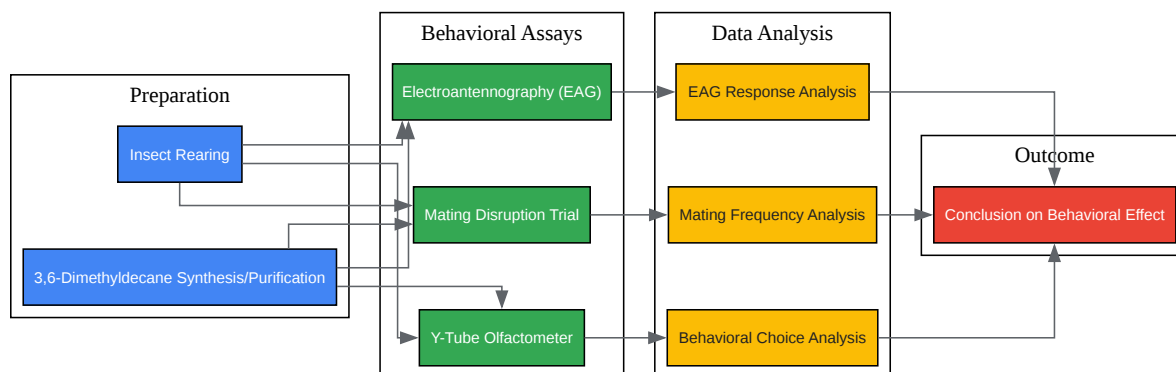 Preparation
Insect Rearing
3,6-Dimethyldecane Synthesis/Purification
Behavioral Assays
Electroantennography (EAG)
Mating Disruption Trial
Y-Tube Olfactometer
Data Analysis
EAG Response Analysis
Mating Frequency Analysis
Behavioral Choice Analysis
Outcome
Conclusion on Behavioral Effect